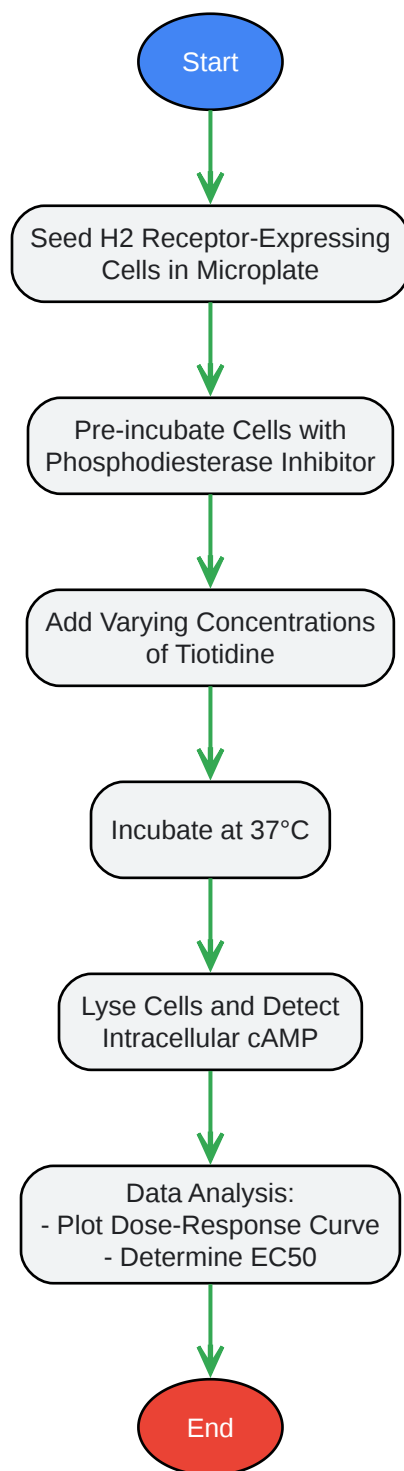 Start
Seed H2 Receptor-Expressing
Cells in Microplate
Pre-incubate Cells with
Phosphodiesterase Inhibitor
Add Varying Concentrations
of Tiotidine
Incubate at 37°C
Lyse Cells and Detect
Intracellular cAMP
Data Analysis:
- Plot Dose-Response Curve
- Determine EC50
End